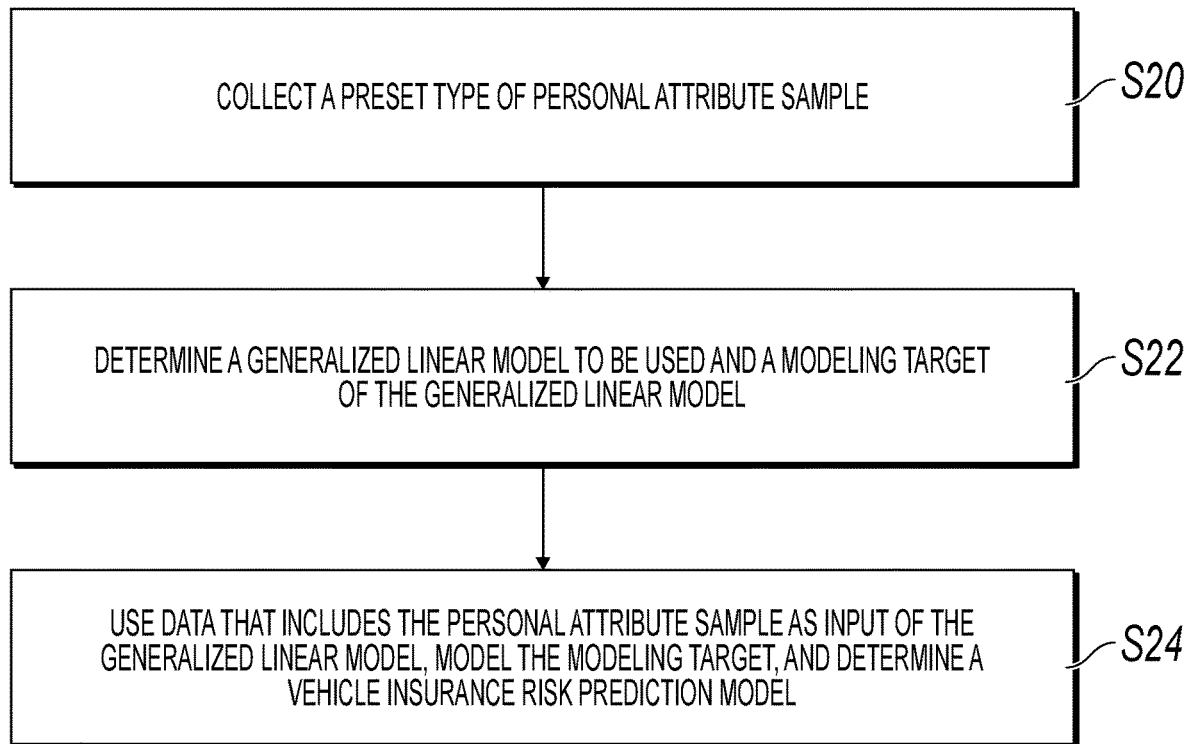 COLLECT A PRESET TYPE OF PERSONAL ATTRIBUTE SAMPLE
S20
DETERMINE A GENERALIZED LINEAR MODEL TO BE USED AND A MODELING TARGET
OF THE GENERALIZED LINEAR MODEL
S22
USE DATA THAT INCLUDES THE PERSONAL ATTRIBUTE SAMPLE AS INPUT OF THE
GENERALIZED LINEAR MODEL, MODEL THE MODELING TARGET, AND DETERMINE A
VEHICLE INSURANCE RISK PREDICTION MODEL
S24